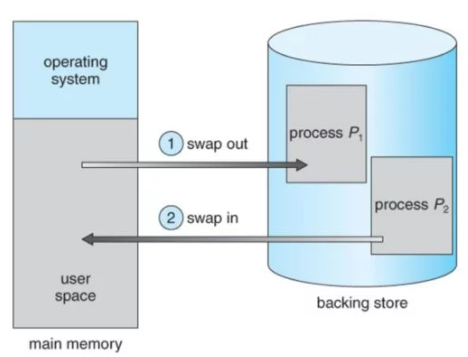 operating
system
1 swap out
process P1
2 swap in
process P2
user
space
backing store
main memory